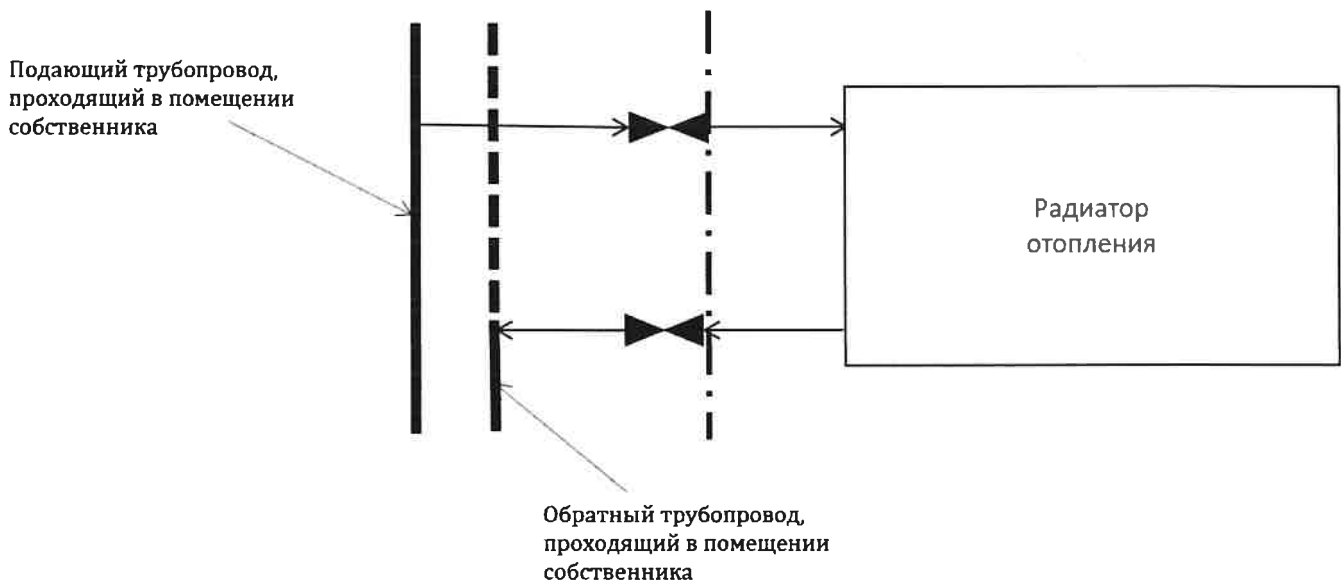 Подающий трубопровод,
проходящий в помещении
собственника
Радиатор
отопления
Обратный трубопровод,
проходящий в помещении
собственника